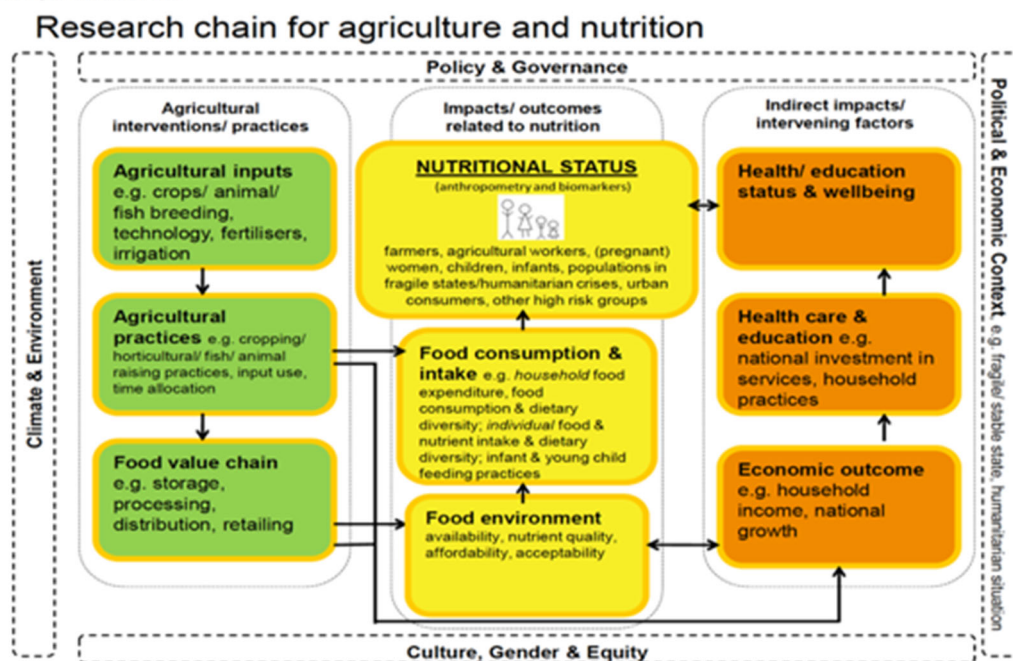 Research chain for agriculture and nutrition
Policy & Governance
Climate & Environment
Agricultural
interventions/ practices
Agricultural inputs
e.g. crops/ animal/
fish breeding,
technology, fertilisers,
irrigation
Agricultural
practices e.g. cropping/
horticultural/ fish/ animal
raising practices, input use,
time allocation
Food value chain
e.g. storage,
processing,
distribution, retailing
Impacts/ outcomes
related to nutrition
NUTRITIONAL STATUS
(anthropometry and biomarkers)
farmers, agricultural workers, (pregnant)
women, children, infants, populations in
fragile states/humanitarian crises, urban
consumers, other high risk groups
Food consumption &
intake e.g. household food
expenditure, food
consumption & dietary
diversity; individual food &
nutrient intake & dietary
diversity; infant & young child
feeding practices
Food environment
availability, nutrient quality,
affordability, acceptability
Indirect impacts/
intervening factors
Health/ education
status & wellbeing
Health care &
education e.g.
national investment in
services, household
practices
Economic outcome
e.g. household
income, national
growth
Political & Economic Context, e.g. fragile/ stable state, humanitarian situation
Culture, Gender & Equity